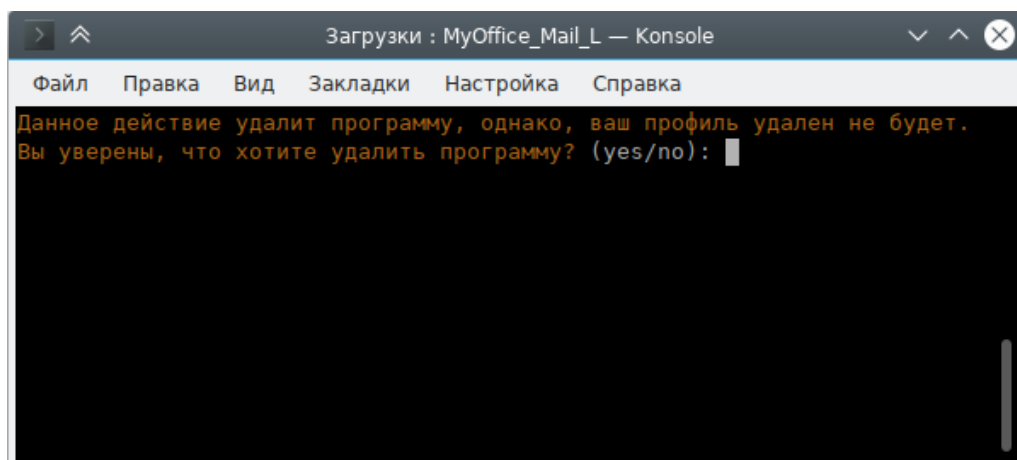 Загрузки : MyOffice_Mail_L — Konsole
Файл Правка Вид Закладки Настройка Справка
Данное действие удалит программу, однако, ваш профиль удален не будет.
Вы уверены, что хотите удалить программу? (yes/no):